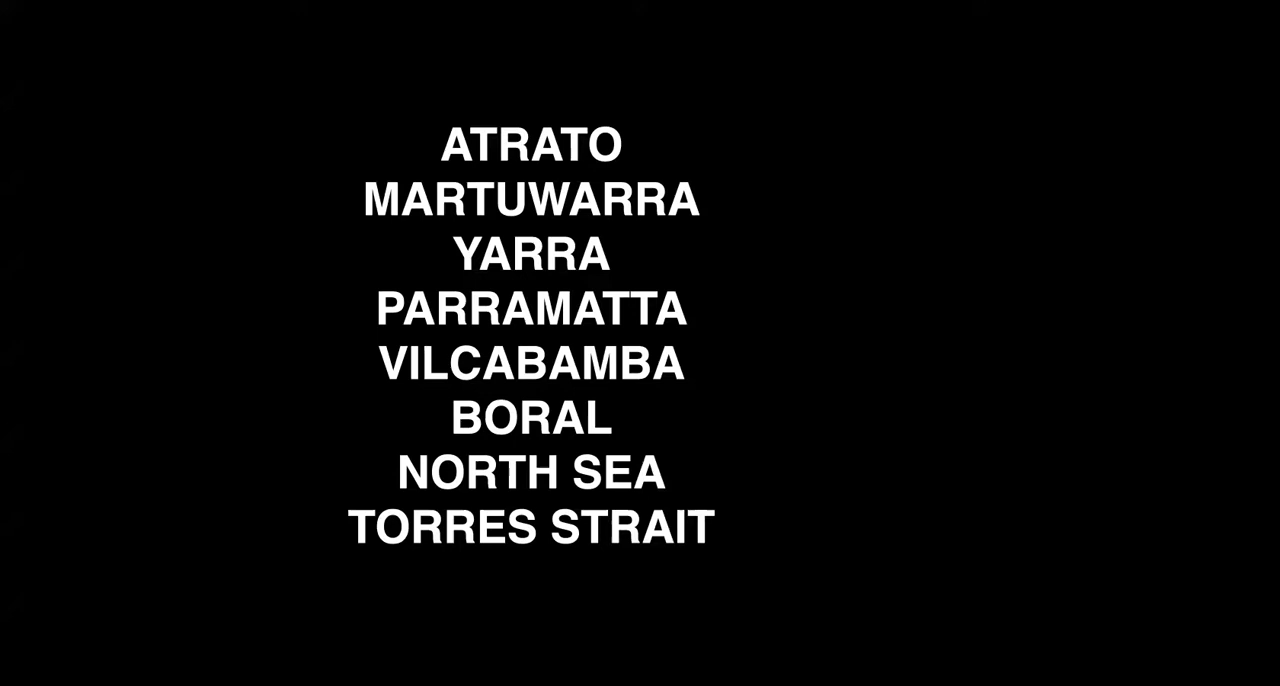 ATRATO
MARTUWARRA
YARRA
PARRAMATTA
VILCABAMBA
BORAL
NORTH SEA
TORRES STRAIT